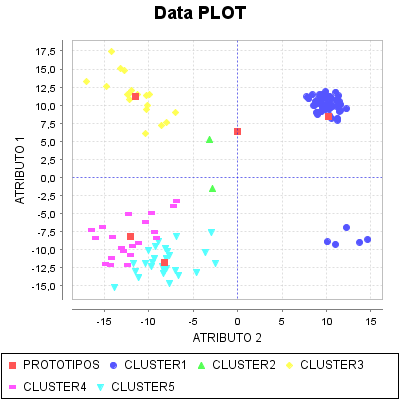 Data PLOT
ATRIBUTO 1
17,5
15,0
12,5
10,0
7,5
5,0
2,5
0,0
-2,5
-5,0
-7,5
-10,0
-12,5
-15,0
-15 -10 -5 0 5 10 15
ATRIBUTO 2
PROTOTIPOS CLUSTER1 CLUSTER2 CLUSTER3
CLUSTER4 CLUSTER5